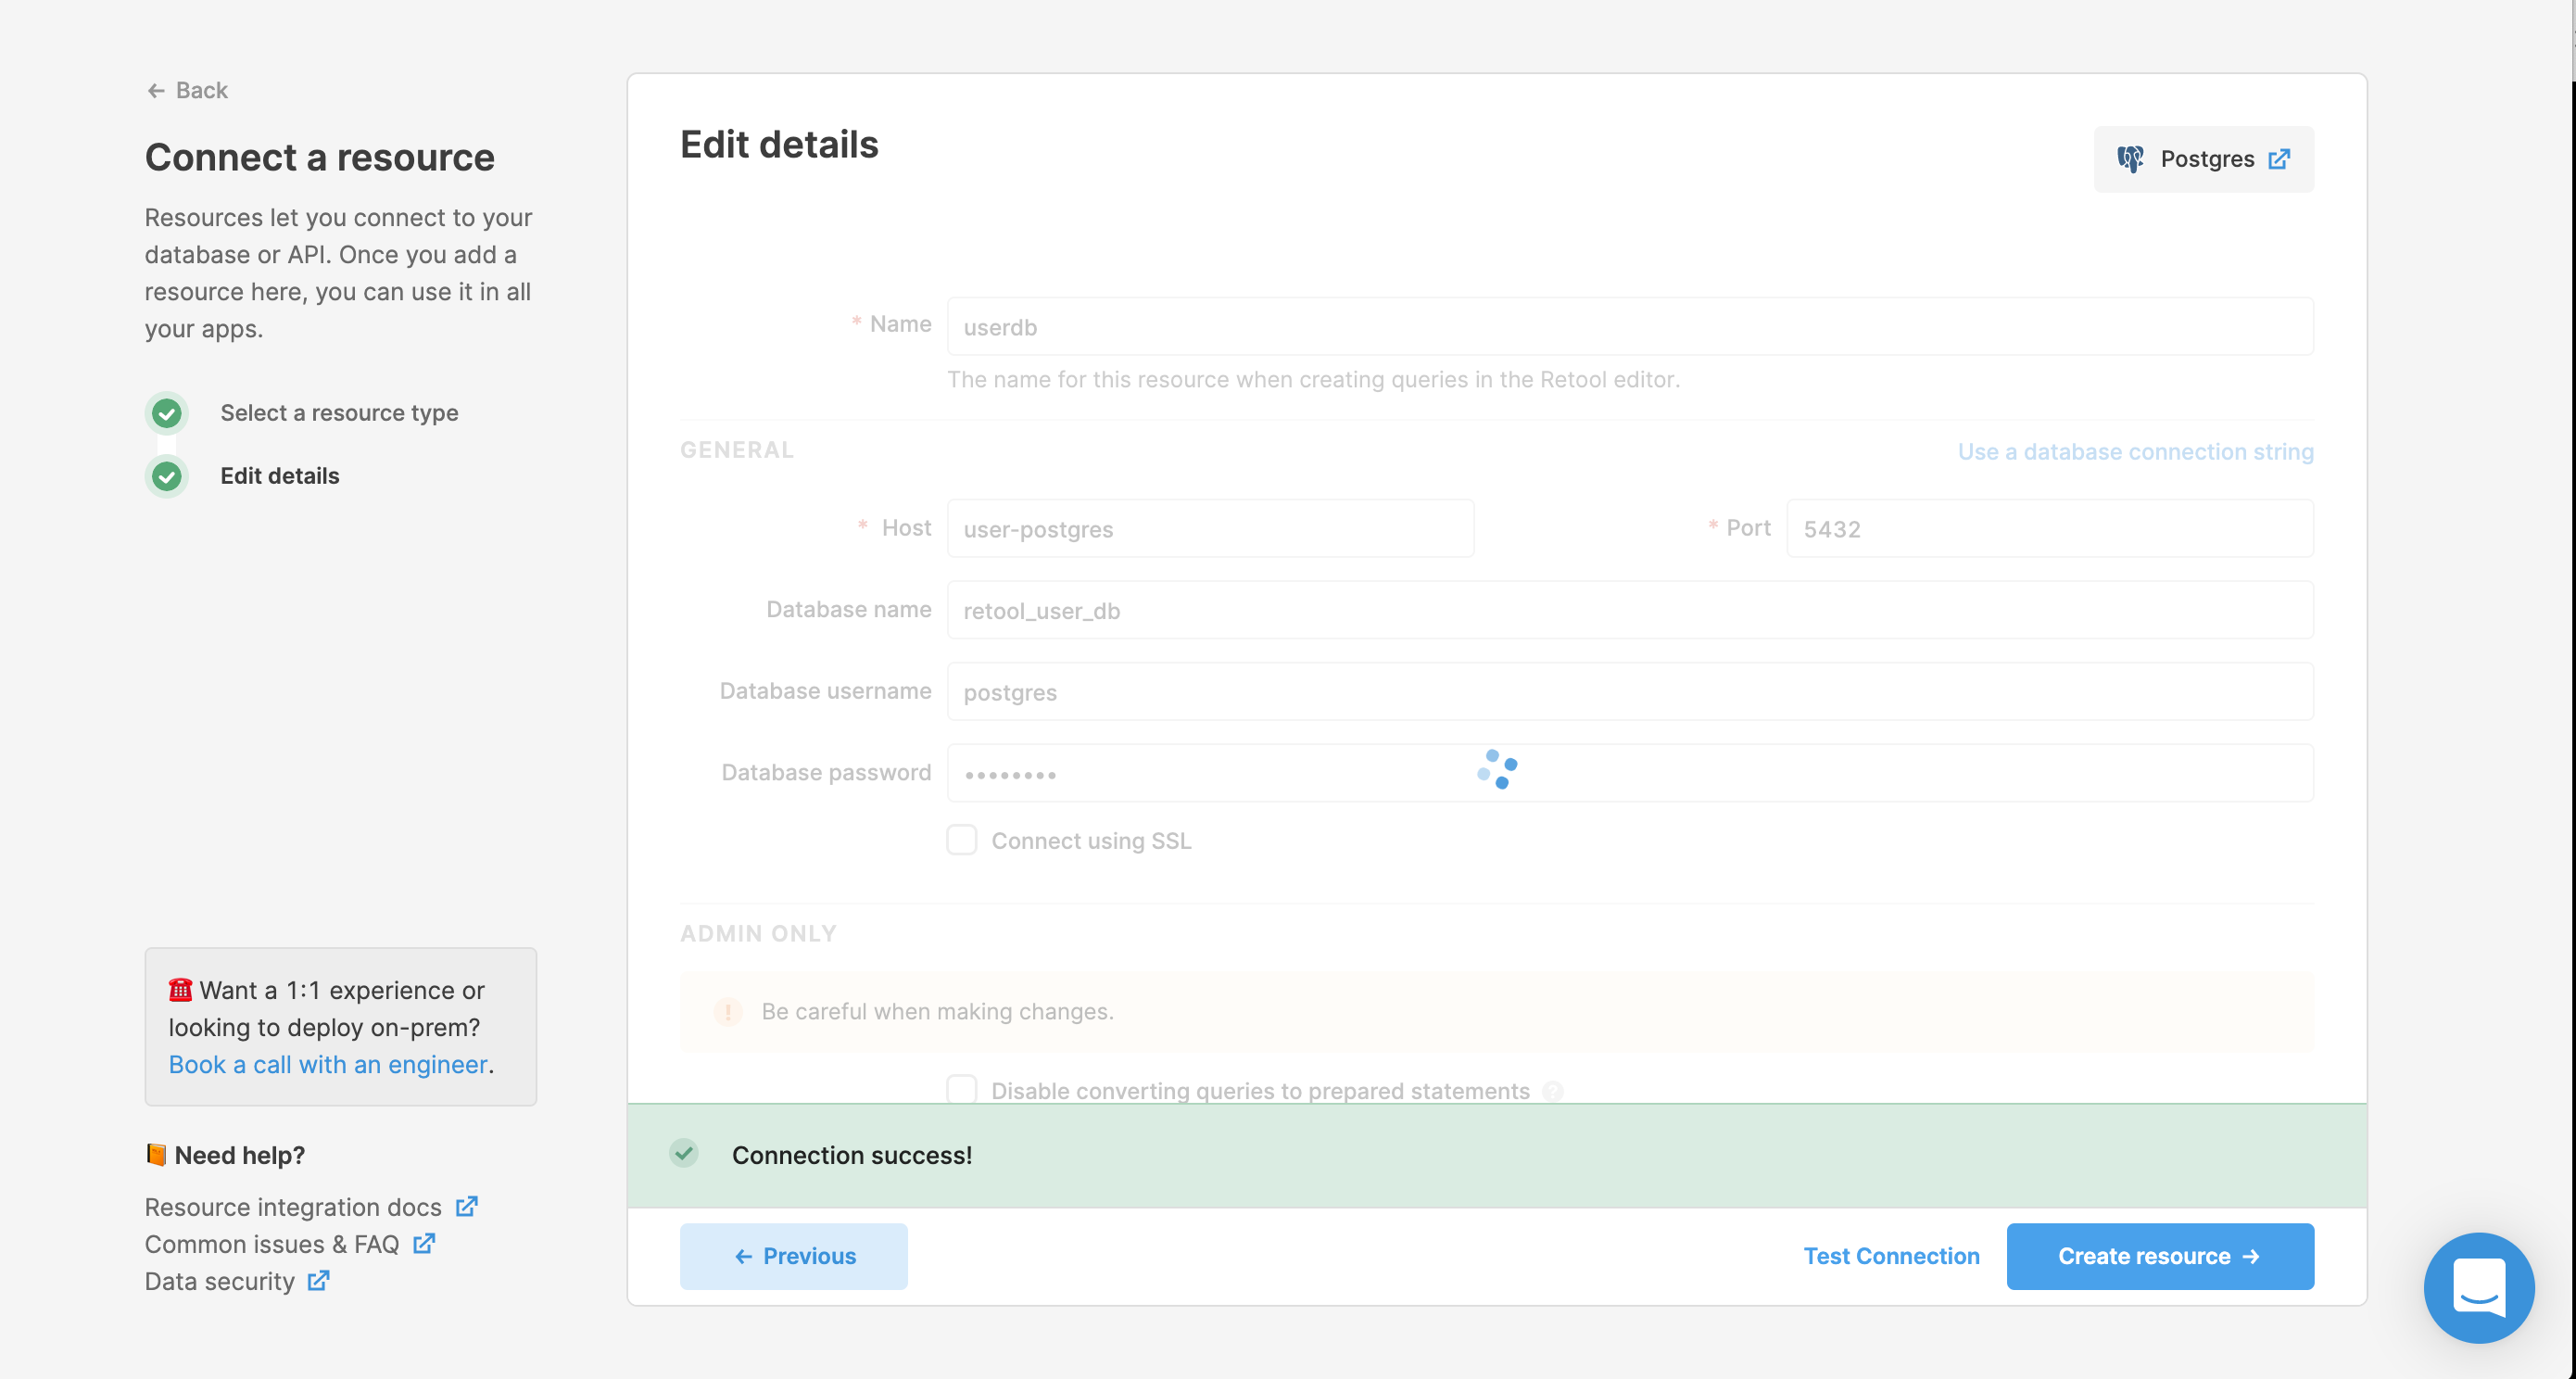 ← Back
Connect a resource
Resources let you connect to your
database or API. Once you add a
resource here, you can use it in all
your apps.
Select a resource type
Edit details
☎️ Want a 1:1 experience or
looking to deploy on-prem?
Book a call with an engineer.
📙 Need help?
Resource integration docs
Common issues & FAQ
Data security
Edit details
Postgres
* Name
userdb
The name for this resource when creating queries in the Retool editor.
GENERAL
Use a database connection string
* Host
user-postgres
* Port
5432
Database name
retool_user_db
Database username
postgres
Database password
••••••••
Connect using SSL
ADMIN ONLY
! Be careful when making changes.
Disable converting queries to prepared statements ?
Connection success!
← Previous
Test Connection
Create resource →